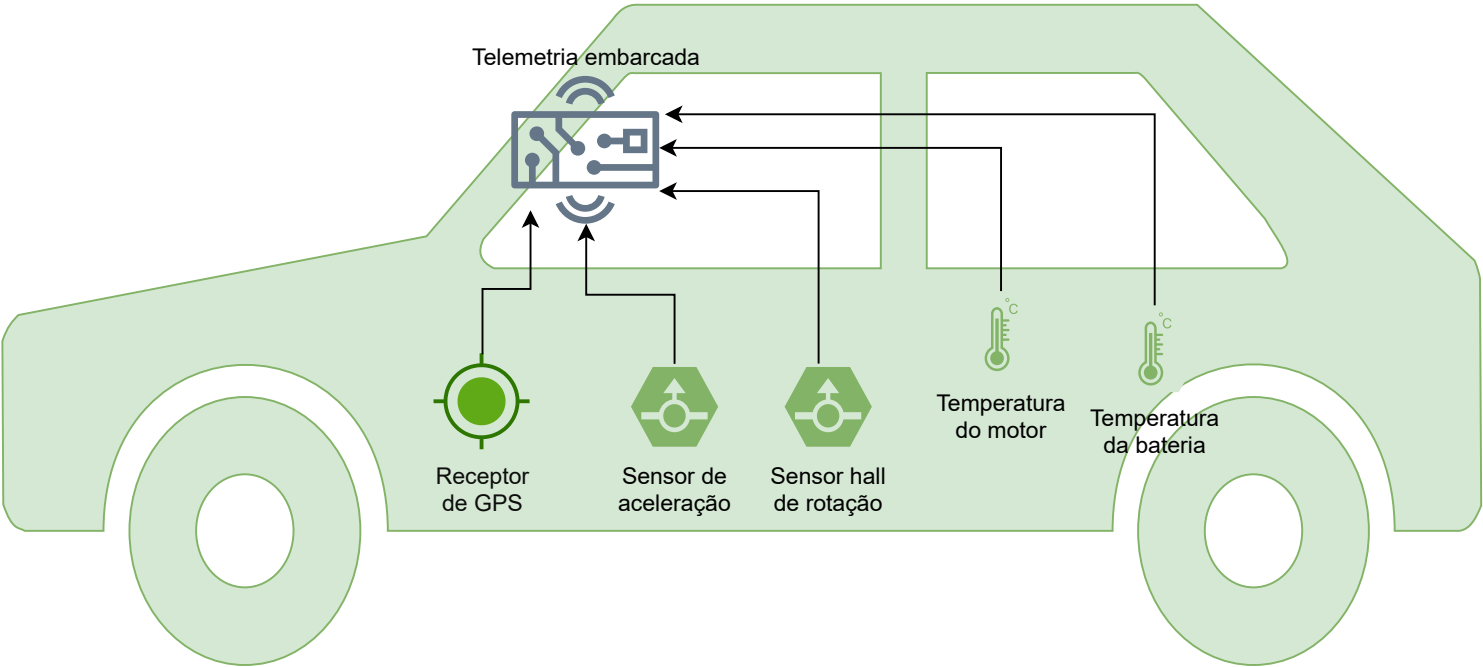 Telemetria embarcada
°C
°C
Temperatura
do motor
Temperatura
da bateria
Receptor
de GPS
Sensor de
aceleração
Sensor hall
de rotação